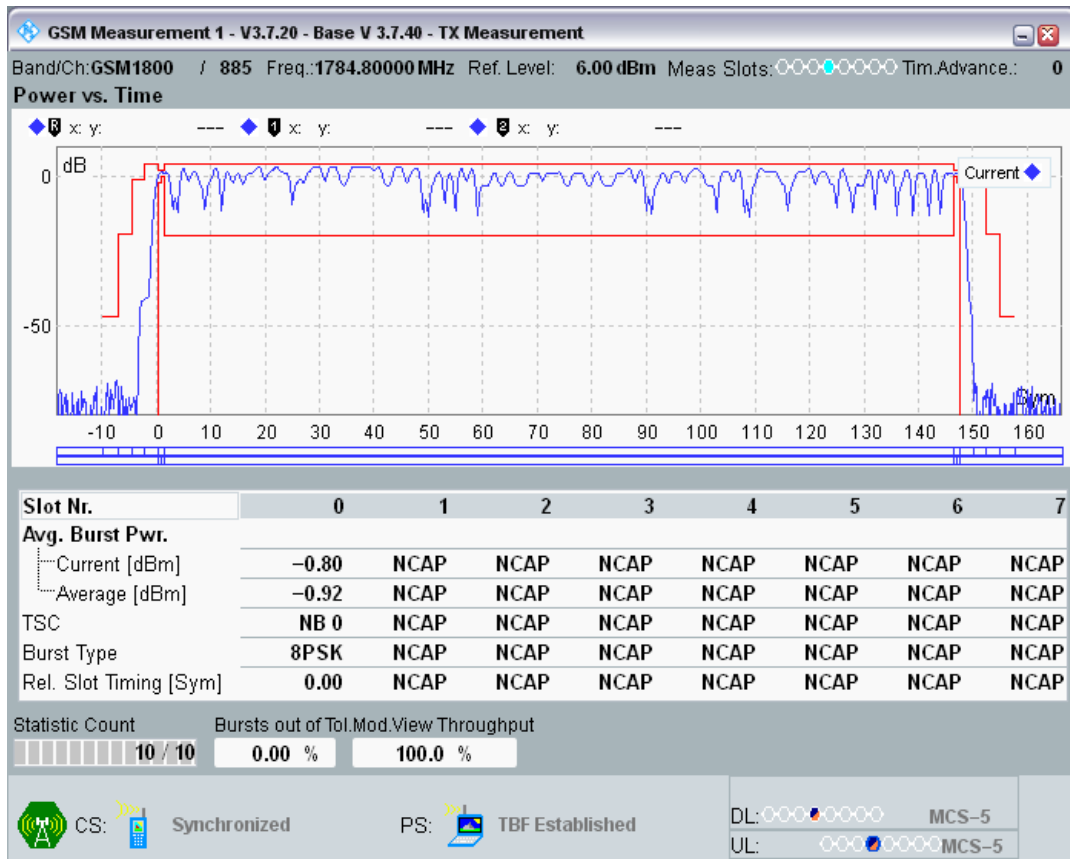 GSM Measurement 1 - V3.7.20 - Base V 3.7.40 - TX Measurement
Band/Ch:GSM1800 / 885 Freq.:1784.80000 MHz Ref. Level: 6.00 dBm Meas Slots: Tim.Advance.: 0
Power vs. Time
R x: y: --- 1 x: y: --- 2 x: y: ---
dB
Current
0
-50
Sym
-10 0 10 20 30 40 50 60 70 80 90 100 110 120 130 140 150 160
Slot Nr. 0 1 2 3 4 5 6 7
Avg. Burst Pwr.
Current [dBm] −0.80 NCAP NCAP NCAP NCAP NCAP NCAP NCAP
Average [dBm] −0.92 NCAP NCAP NCAP NCAP NCAP NCAP NCAP
TSC NB 0 NCAP NCAP NCAP NCAP NCAP NCAP NCAP
Burst Type 8PSK NCAP NCAP NCAP NCAP NCAP NCAP NCAP
Rel. Slot Timing [Sym] 0.00 NCAP NCAP NCAP NCAP NCAP NCAP NCAP
Statistic Count Bursts out of Tol.Mod.View Throughput
10 / 10 0.00 % 100.0 %
CS: Synchronized PS: TBF Established
DL: MCS−5
UL: MCS−5